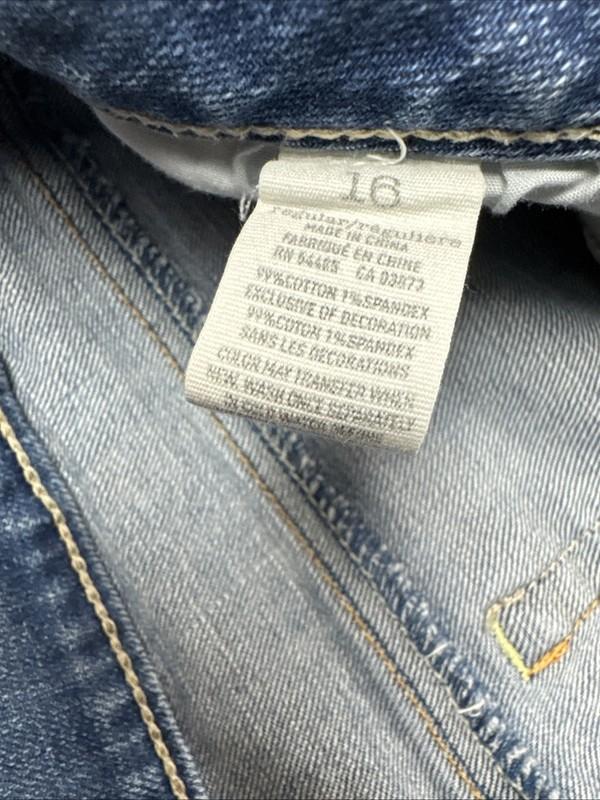 16
regular/régulière
MADE IN CHINA
FABRIQUÉ EN CHINE
RN 54485 CA 03873
99%COTTON 1%SPANDEX
EXCLUSIVE OF DECORATION
99%COTON 1%SPANDEX
SANS LES DECORATIONS
COLOR MAY TRANSFER WHEN
NEW. WASH ONCE SEPARATELY